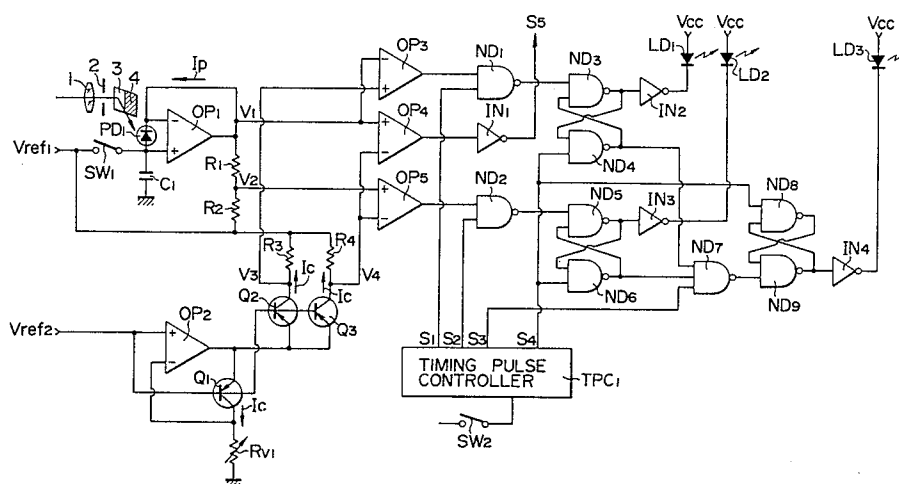 Vcc Vcc Vcc
S5
LD1 LD2 LD3
OP3 ND1 ND3 IN2
1 2 3 4 Ip
PD1 OP1 V1
OP4 IN1 ND4
Vref1 SW1 C1 R1 V2 R2
OP5 ND2 ND5 IN3 ND8
R3 R4 ND6 ND7 ND9 IN4
V3 Ic Ic V4
Q2 Q3
Vref2 OP2
S1 S2 S3 S4
Q1 Ic
TIMING PULSE
CONTROLLER
TPC1
RV1
SW2
+ − + − − + + − + −